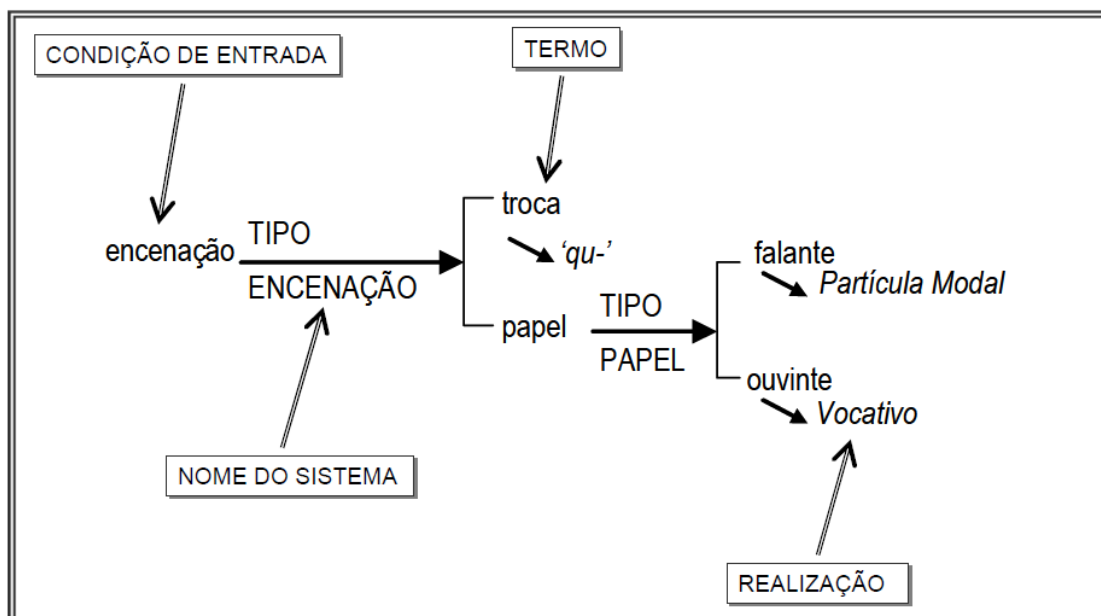 CONDIÇÃO DE ENTRADA
TERMO
troca
TIPO
encenação
‘qu-’
falante
ENCENAÇÃO
Partícula Modal
TIPO
papel
PAPEL
ouvinte
Vocativo
NOME DO SISTEMA
REALIZAÇÃO